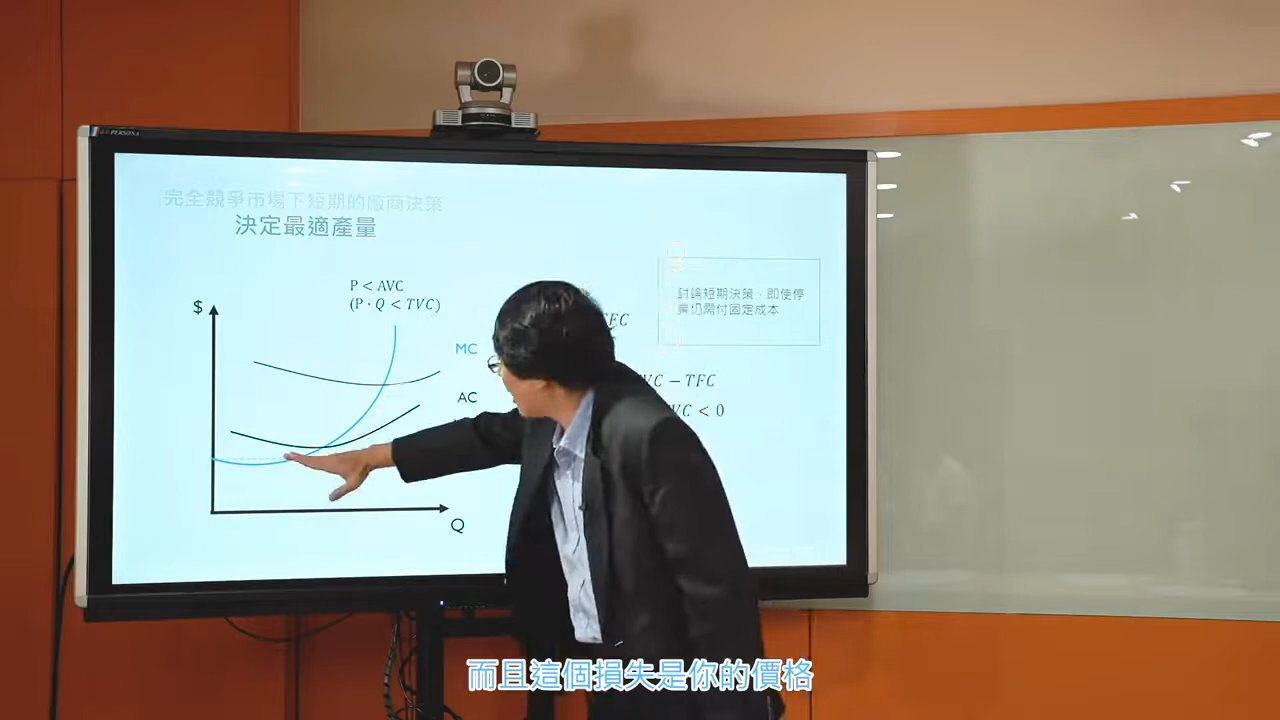 PERSONA
完全競爭市場下短期的廠商決策
決定最適產量
P < AVC
(P · Q < TVC)
$
MC
AC
Q
討論短期決策，即使停
業仍需付固定成本
VC − TFC
VC < 0
而且這個損失是你的價格